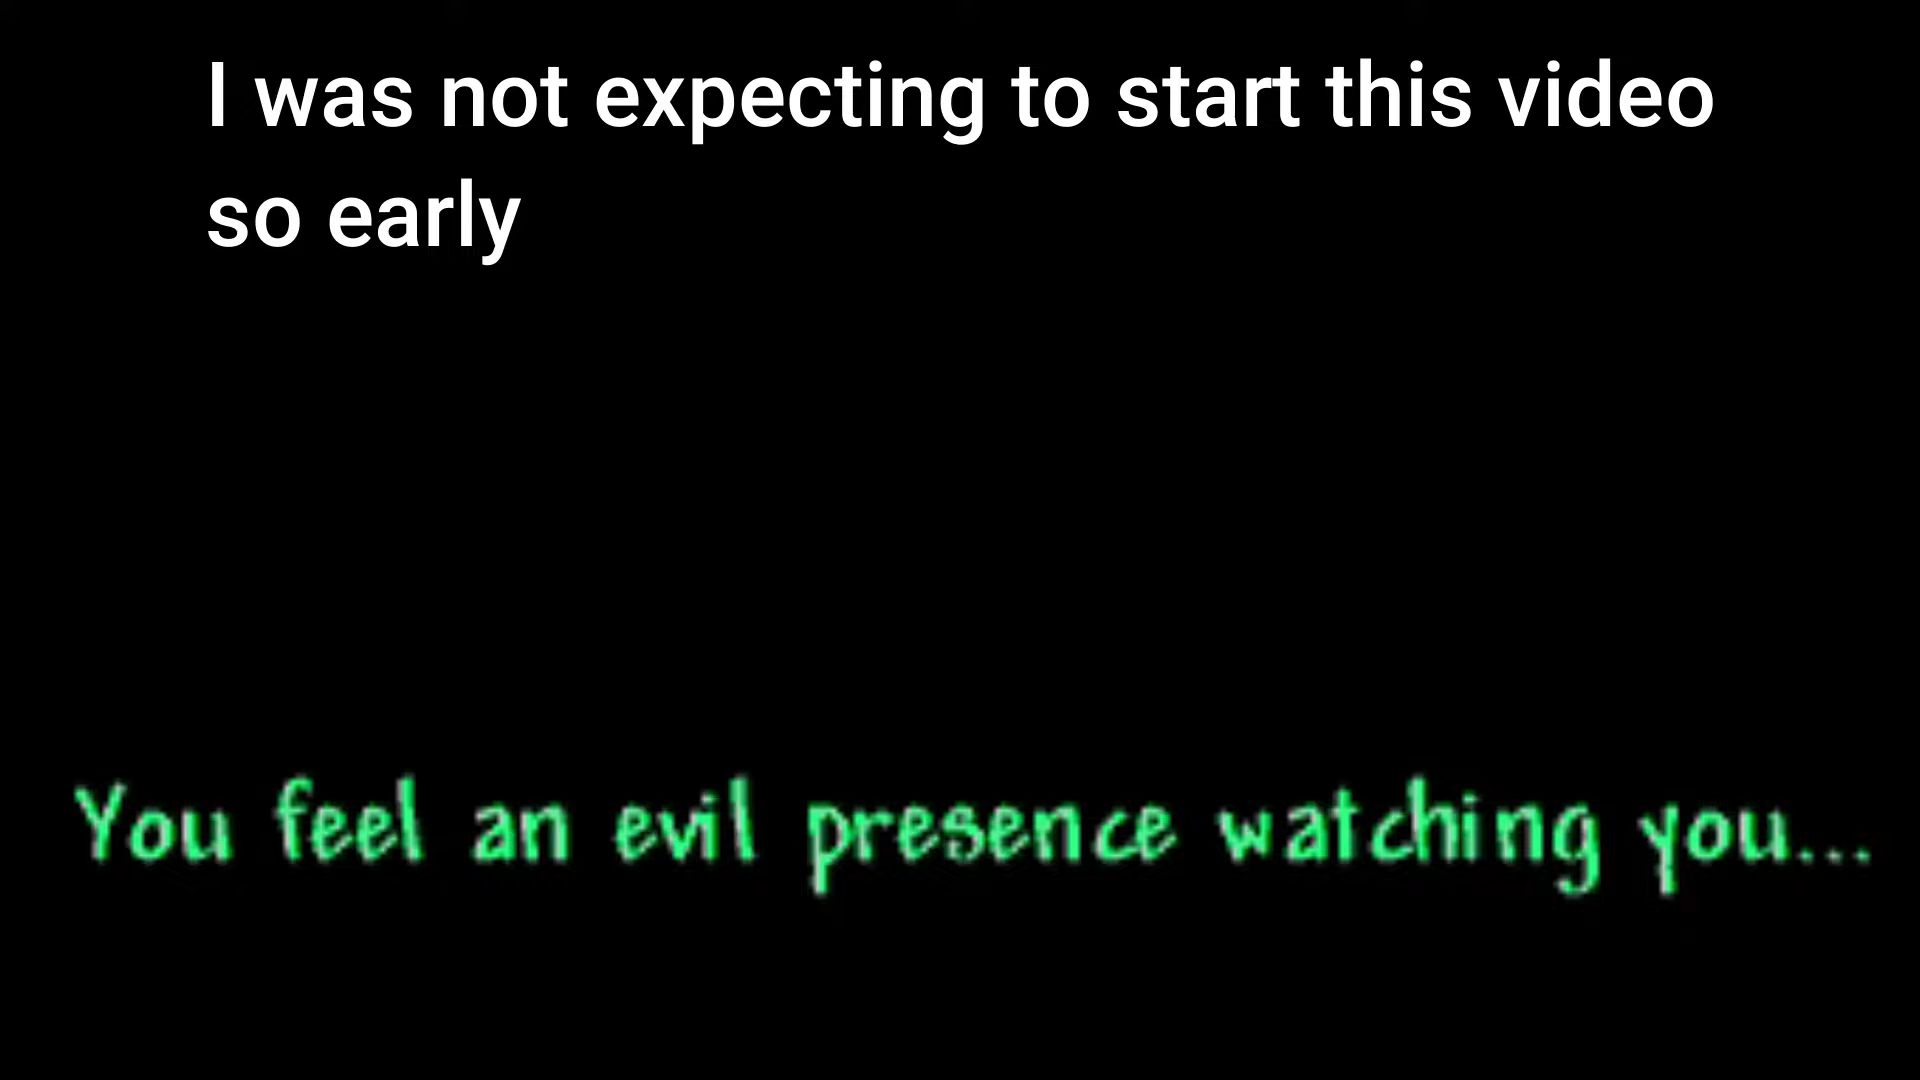 I was not expecting to start this video
so early
You feel an evil presence watching you...